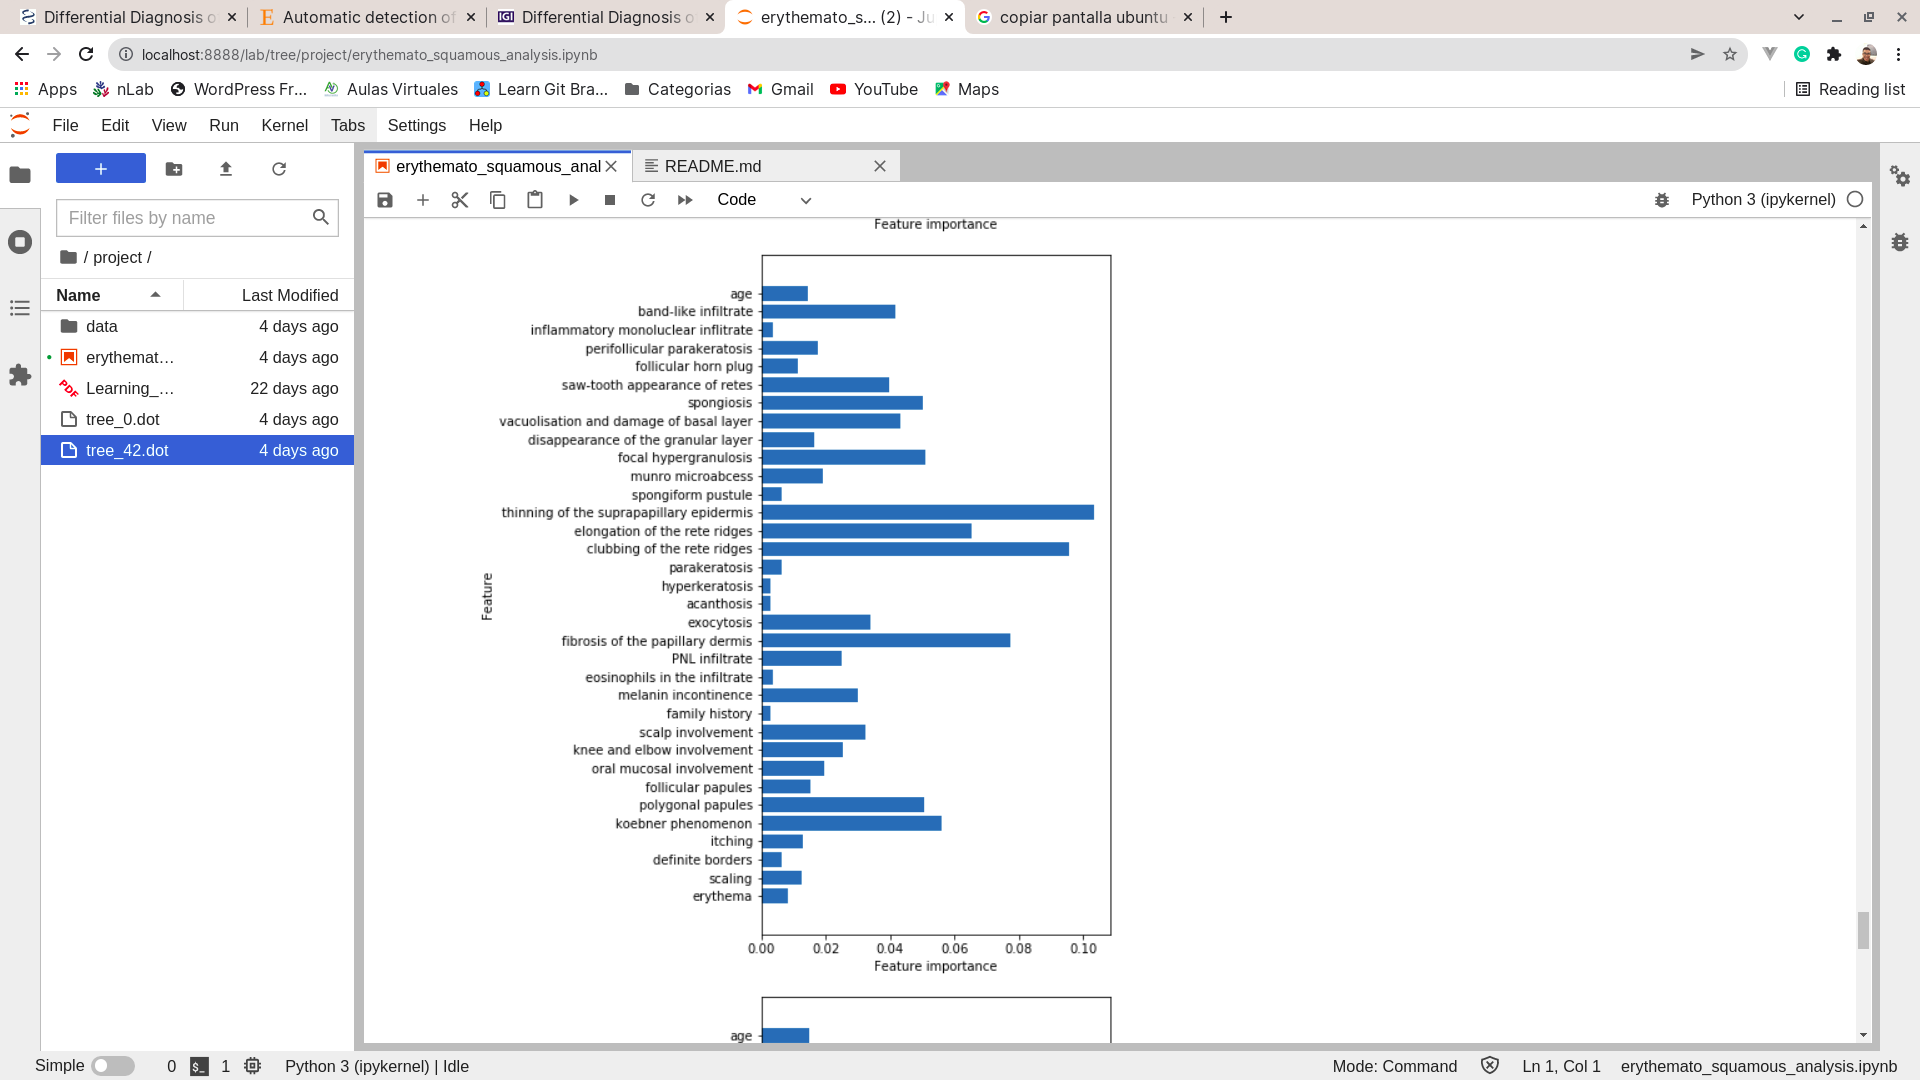 Differential Diagnosis o
Automatic detection of
IGI Differential Diagnosis o
erythemato_s... (2) - Ju
copiar pantalla ubuntu
localhost:8888/lab/tree/project/erythemato_squamous_analysis.ipynb
Apps nLab WordPress Fr... Aulas Virtuales Learn Git Bra... Categorias Gmail YouTube Maps Reading list
File Edit View Run Kernel Tabs Settings Help
erythemato_squamous_anal README.md
Code Python 3 (ipykernel)
Filter files by name
/ project /
Name Last Modified
data 4 days ago
erythemat... 4 days ago
Learning_... 22 days ago
tree_0.dot 4 days ago
tree_42.dot 4 days ago
Feature importance
age
band-like infiltrate
inflammatory monoluclear inflitrate
perifollicular parakeratosis
follicular horn plug
saw-tooth appearance of retes
spongiosis
vacuolisation and damage of basal layer
disappearance of the granular layer
focal hypergranulosis
munro microabcess
spongiform pustule
thinning of the suprapapillary epidermis
elongation of the rete ridges
clubbing of the rete ridges
parakeratosis
hyperkeratosis
acanthosis
exocytosis
fibrosis of the papillary dermis
PNL infiltrate
eosinophils in the infiltrate
melanin incontinence
family history
scalp involvement
knee and elbow involvement
oral mucosal involvement
follicular papules
polygonal papules
koebner phenomenon
itching
definite borders
scaling
erythema
Feature
0.00 0.02 0.04 0.06 0.08 0.10
Feature importance
age
Simple 0 1 Python 3 (ipykernel) | Idle Mode: Command Ln 1, Col 1 erythemato_squamous_analysis.ipynb